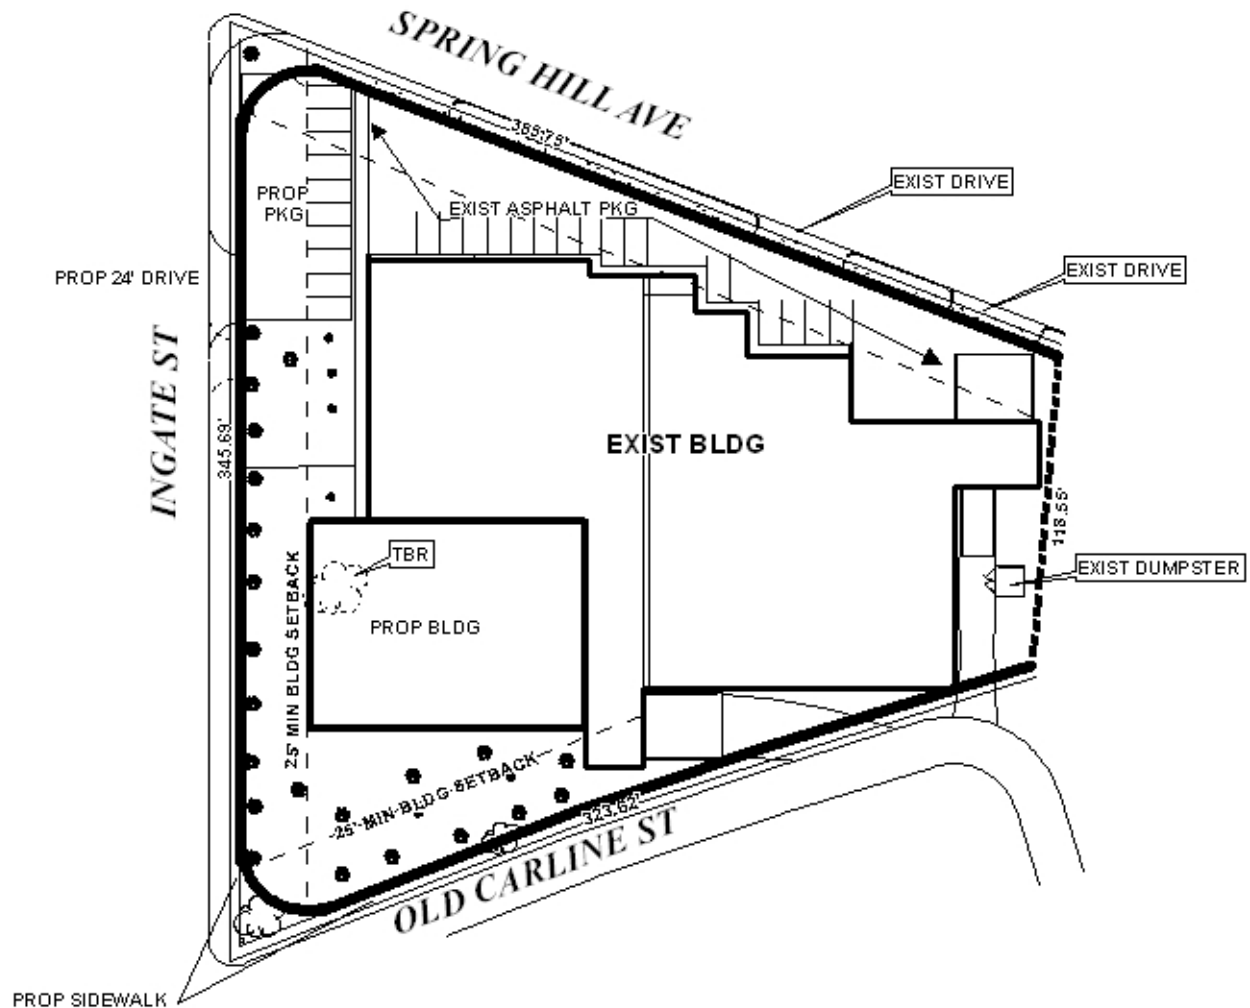 SPRING HILL AVE
385.75'
EXIST DRIVE
PROP
PKG
EXIST ASPHALT PKG
EXIST DRIVE
PROP 24' DRIVE
INGATE ST
345.69'
EXIST BLDG
118.55'
TBR
EXIST DUMPSTER
25' MIN BLDG SETBACK
PROP BLDG
25' MIN BLDG SETBACK
323.62'
OLD CARLINE ST
PROP SIDEWALK